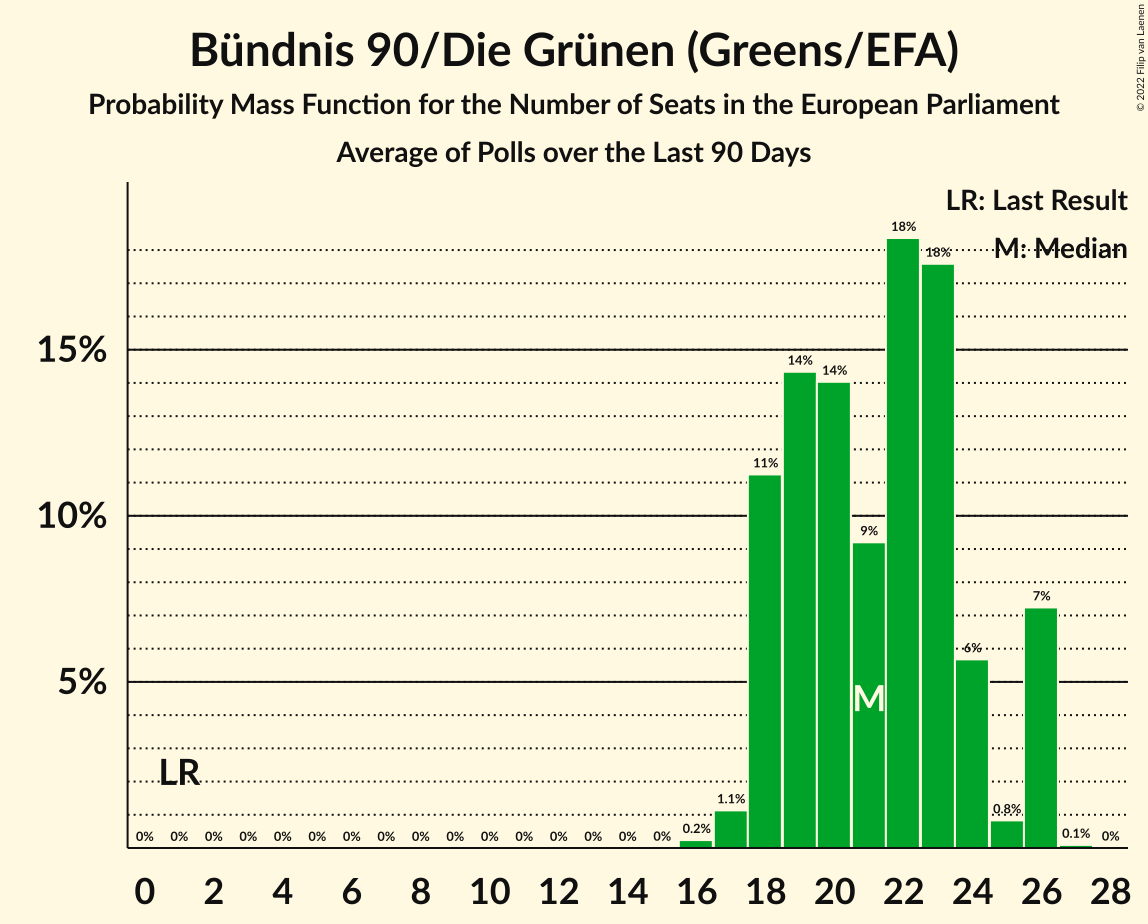 Bündnis 90/Die Grünen (Greens/EFA)
Probability Mass Function for the Number of Seats in the European Parliament
Average of Polls over the Last 90 Days
© 2022 Filip van Laenen
LR: Last Result
M: Median
15%
10%
5%
LR
M
0% 0% 0% 0% 0% 0% 0% 0% 0% 0% 0% 0% 0% 0% 0% 0% 0.2% 1.1% 11% 14% 14% 9% 18% 18% 6% 0.8% 7% 0.1% 0%
0 2 4 6 8 10 12 14 16 18 20 22 24 26 28